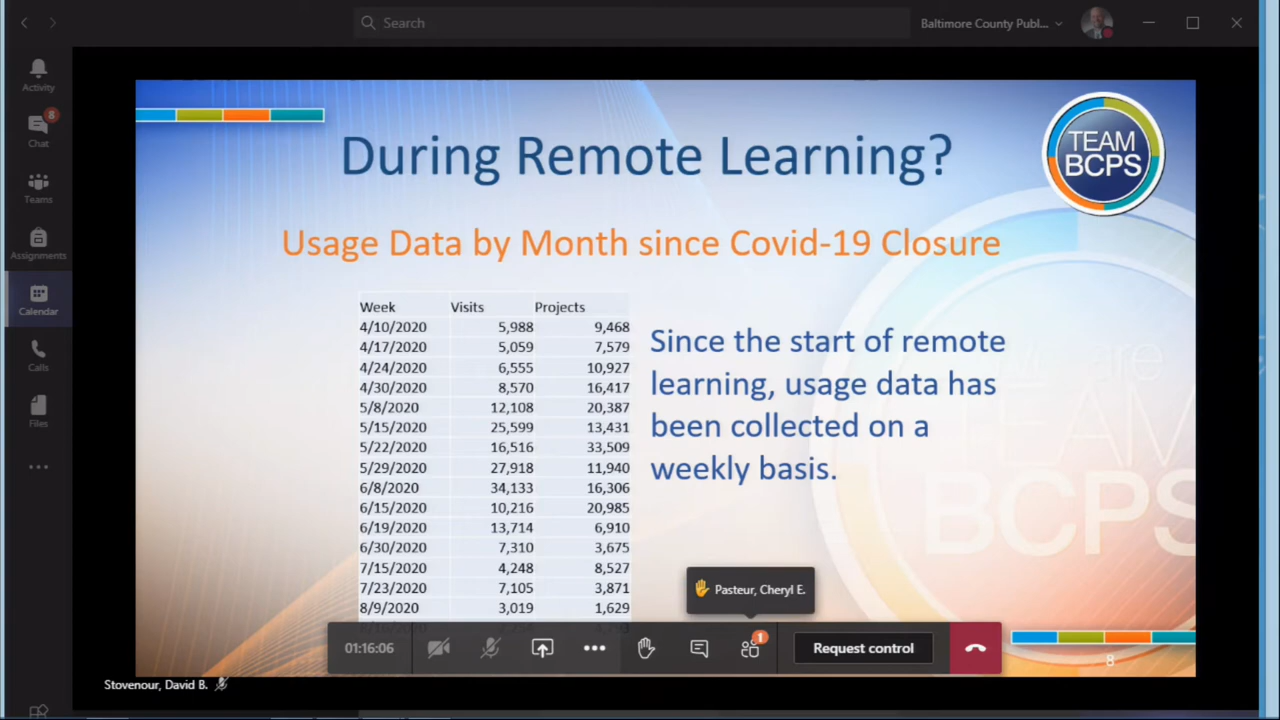 Search
Baltimore County Publ...
Activity
8
Chat
Teams
Assignments
Calendar
Calls
Files
TEAM
BCPS
During Remote Learning?
Usage Data by Month since Covid-19 Closure
Week Visits Projects
4/10/2020 5,988 9,468
4/17/2020 5,059 7,579
4/24/2020 6,555 10,927
4/30/2020 8,570 16,417
5/8/2020 12,108 20,387
5/15/2020 25,599 13,431
5/22/2020 16,516 33,509
5/29/2020 27,918 11,940
6/8/2020 34,133 16,306
6/15/2020 10,216 20,985
6/19/2020 13,714 6,910
6/30/2020 7,310 3,675
7/15/2020 4,248 8,527
7/23/2020 7,105 3,871
8/9/2020 3,019 1,629
Since the start of remote
learning, usage data has
been collected on a
weekly basis.
TEAM
BCPS
Pasteur, Cheryl E.
01:16:06
1
Request control
8
Stovenour, David B.